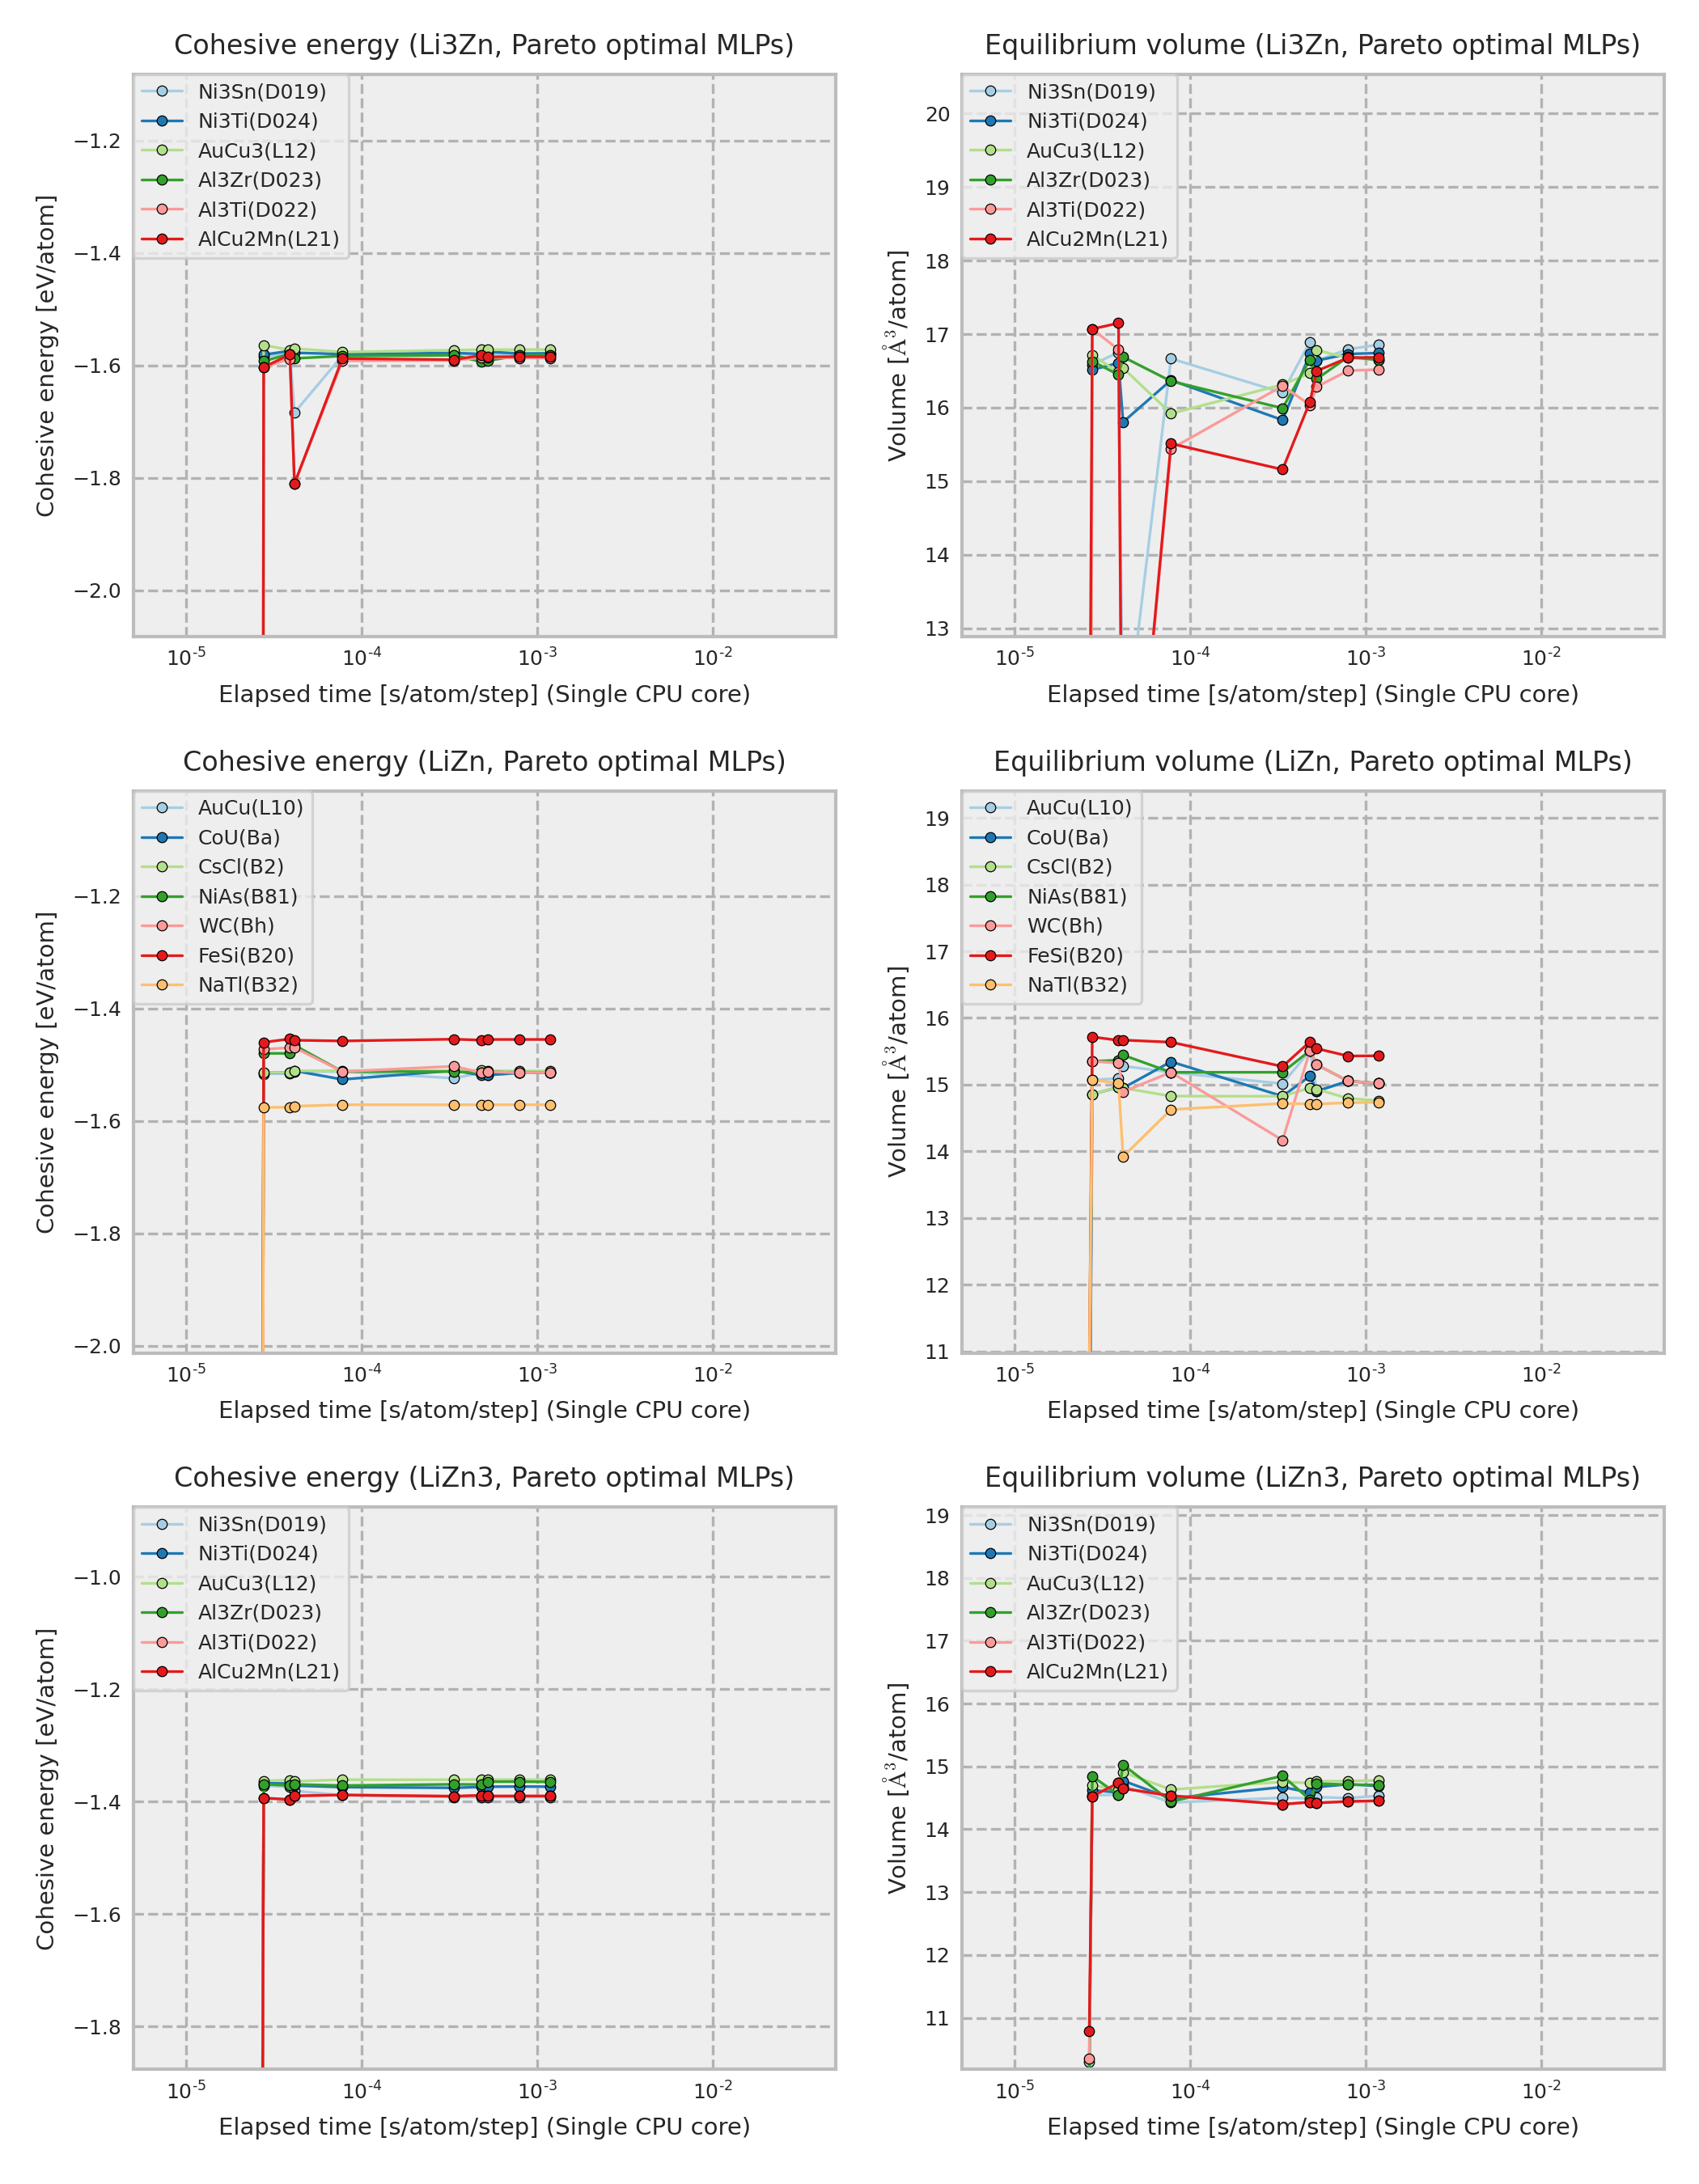 Cohesive energy (Li3Zn, Pareto optimal MLPs)
Ni3Sn(D019)
Ni3Ti(D024)
AuCu3(L12)
Al3Zr(D023)
Al3Ti(D022)
AlCu2Mn(L21)
−1.2
−1.4
−1.6
−1.8
−2.0
Cohesive energy [eV/atom]
10-5 10-4 10-3 10-2
Elapsed time [s/atom/step] (Single CPU core)
Equilibrium volume (Li3Zn, Pareto optimal MLPs)
Ni3Sn(D019)
Ni3Ti(D024)
AuCu3(L12)
Al3Zr(D023)
Al3Ti(D022)
AlCu2Mn(L21)
20
19
18
17
16
15
14
13
Volume [Å3/atom]
10-5 10-4 10-3 10-2
Elapsed time [s/atom/step] (Single CPU core)
Cohesive energy (LiZn, Pareto optimal MLPs)
AuCu(L10)
CoU(Ba)
CsCl(B2)
NiAs(B81)
WC(Bh)
FeSi(B20)
NaTl(B32)
−1.2
−1.4
−1.6
−1.8
−2.0
Cohesive energy [eV/atom]
10-5 10-4 10-3 10-2
Elapsed time [s/atom/step] (Single CPU core)
Equilibrium volume (LiZn, Pareto optimal MLPs)
AuCu(L10)
CoU(Ba)
CsCl(B2)
NiAs(B81)
WC(Bh)
FeSi(B20)
NaTl(B32)
19
18
17
16
15
14
13
12
11
Volume [Å3/atom]
10-5 10-4 10-3 10-2
Elapsed time [s/atom/step] (Single CPU core)
Cohesive energy (LiZn3, Pareto optimal MLPs)
Ni3Sn(D019)
Ni3Ti(D024)
AuCu3(L12)
Al3Zr(D023)
Al3Ti(D022)
AlCu2Mn(L21)
−1.0
−1.2
−1.4
−1.6
−1.8
Cohesive energy [eV/atom]
10-5 10-4 10-3 10-2
Elapsed time [s/atom/step] (Single CPU core)
Equilibrium volume (LiZn3, Pareto optimal MLPs)
Ni3Sn(D019)
Ni3Ti(D024)
AuCu3(L12)
Al3Zr(D023)
Al3Ti(D022)
AlCu2Mn(L21)
19
18
17
16
15
14
13
12
11
Volume [Å3/atom]
10-5 10-4 10-3 10-2
Elapsed time [s/atom/step] (Single CPU core)